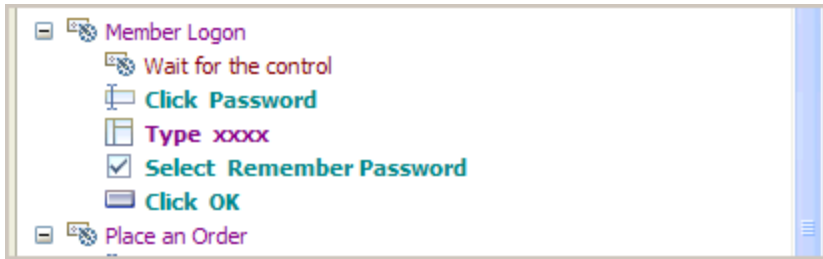 Member Logon
Wait for the control
Click Password
Type xxxx
Select Remember Password
Click OK
Place an Order